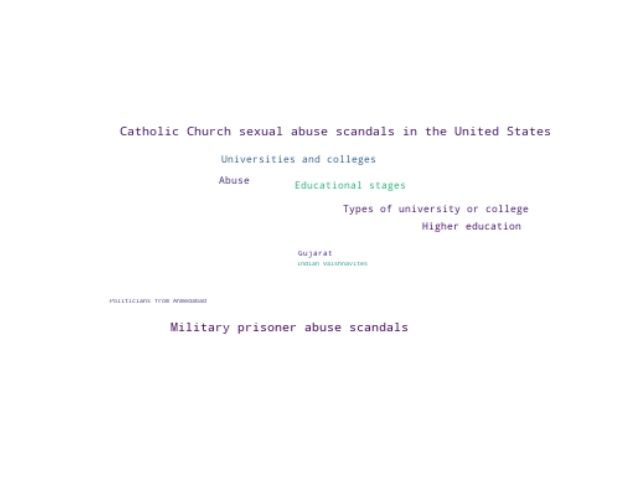 Catholic Church sexual abuse scandals in the United States
Universities and colleges
Abuse
Educational stages
Types of university or college
Higher education
Gujarat
Indian Vaishnavites
Politicians from Ahmedabad
Military prisoner abuse scandals